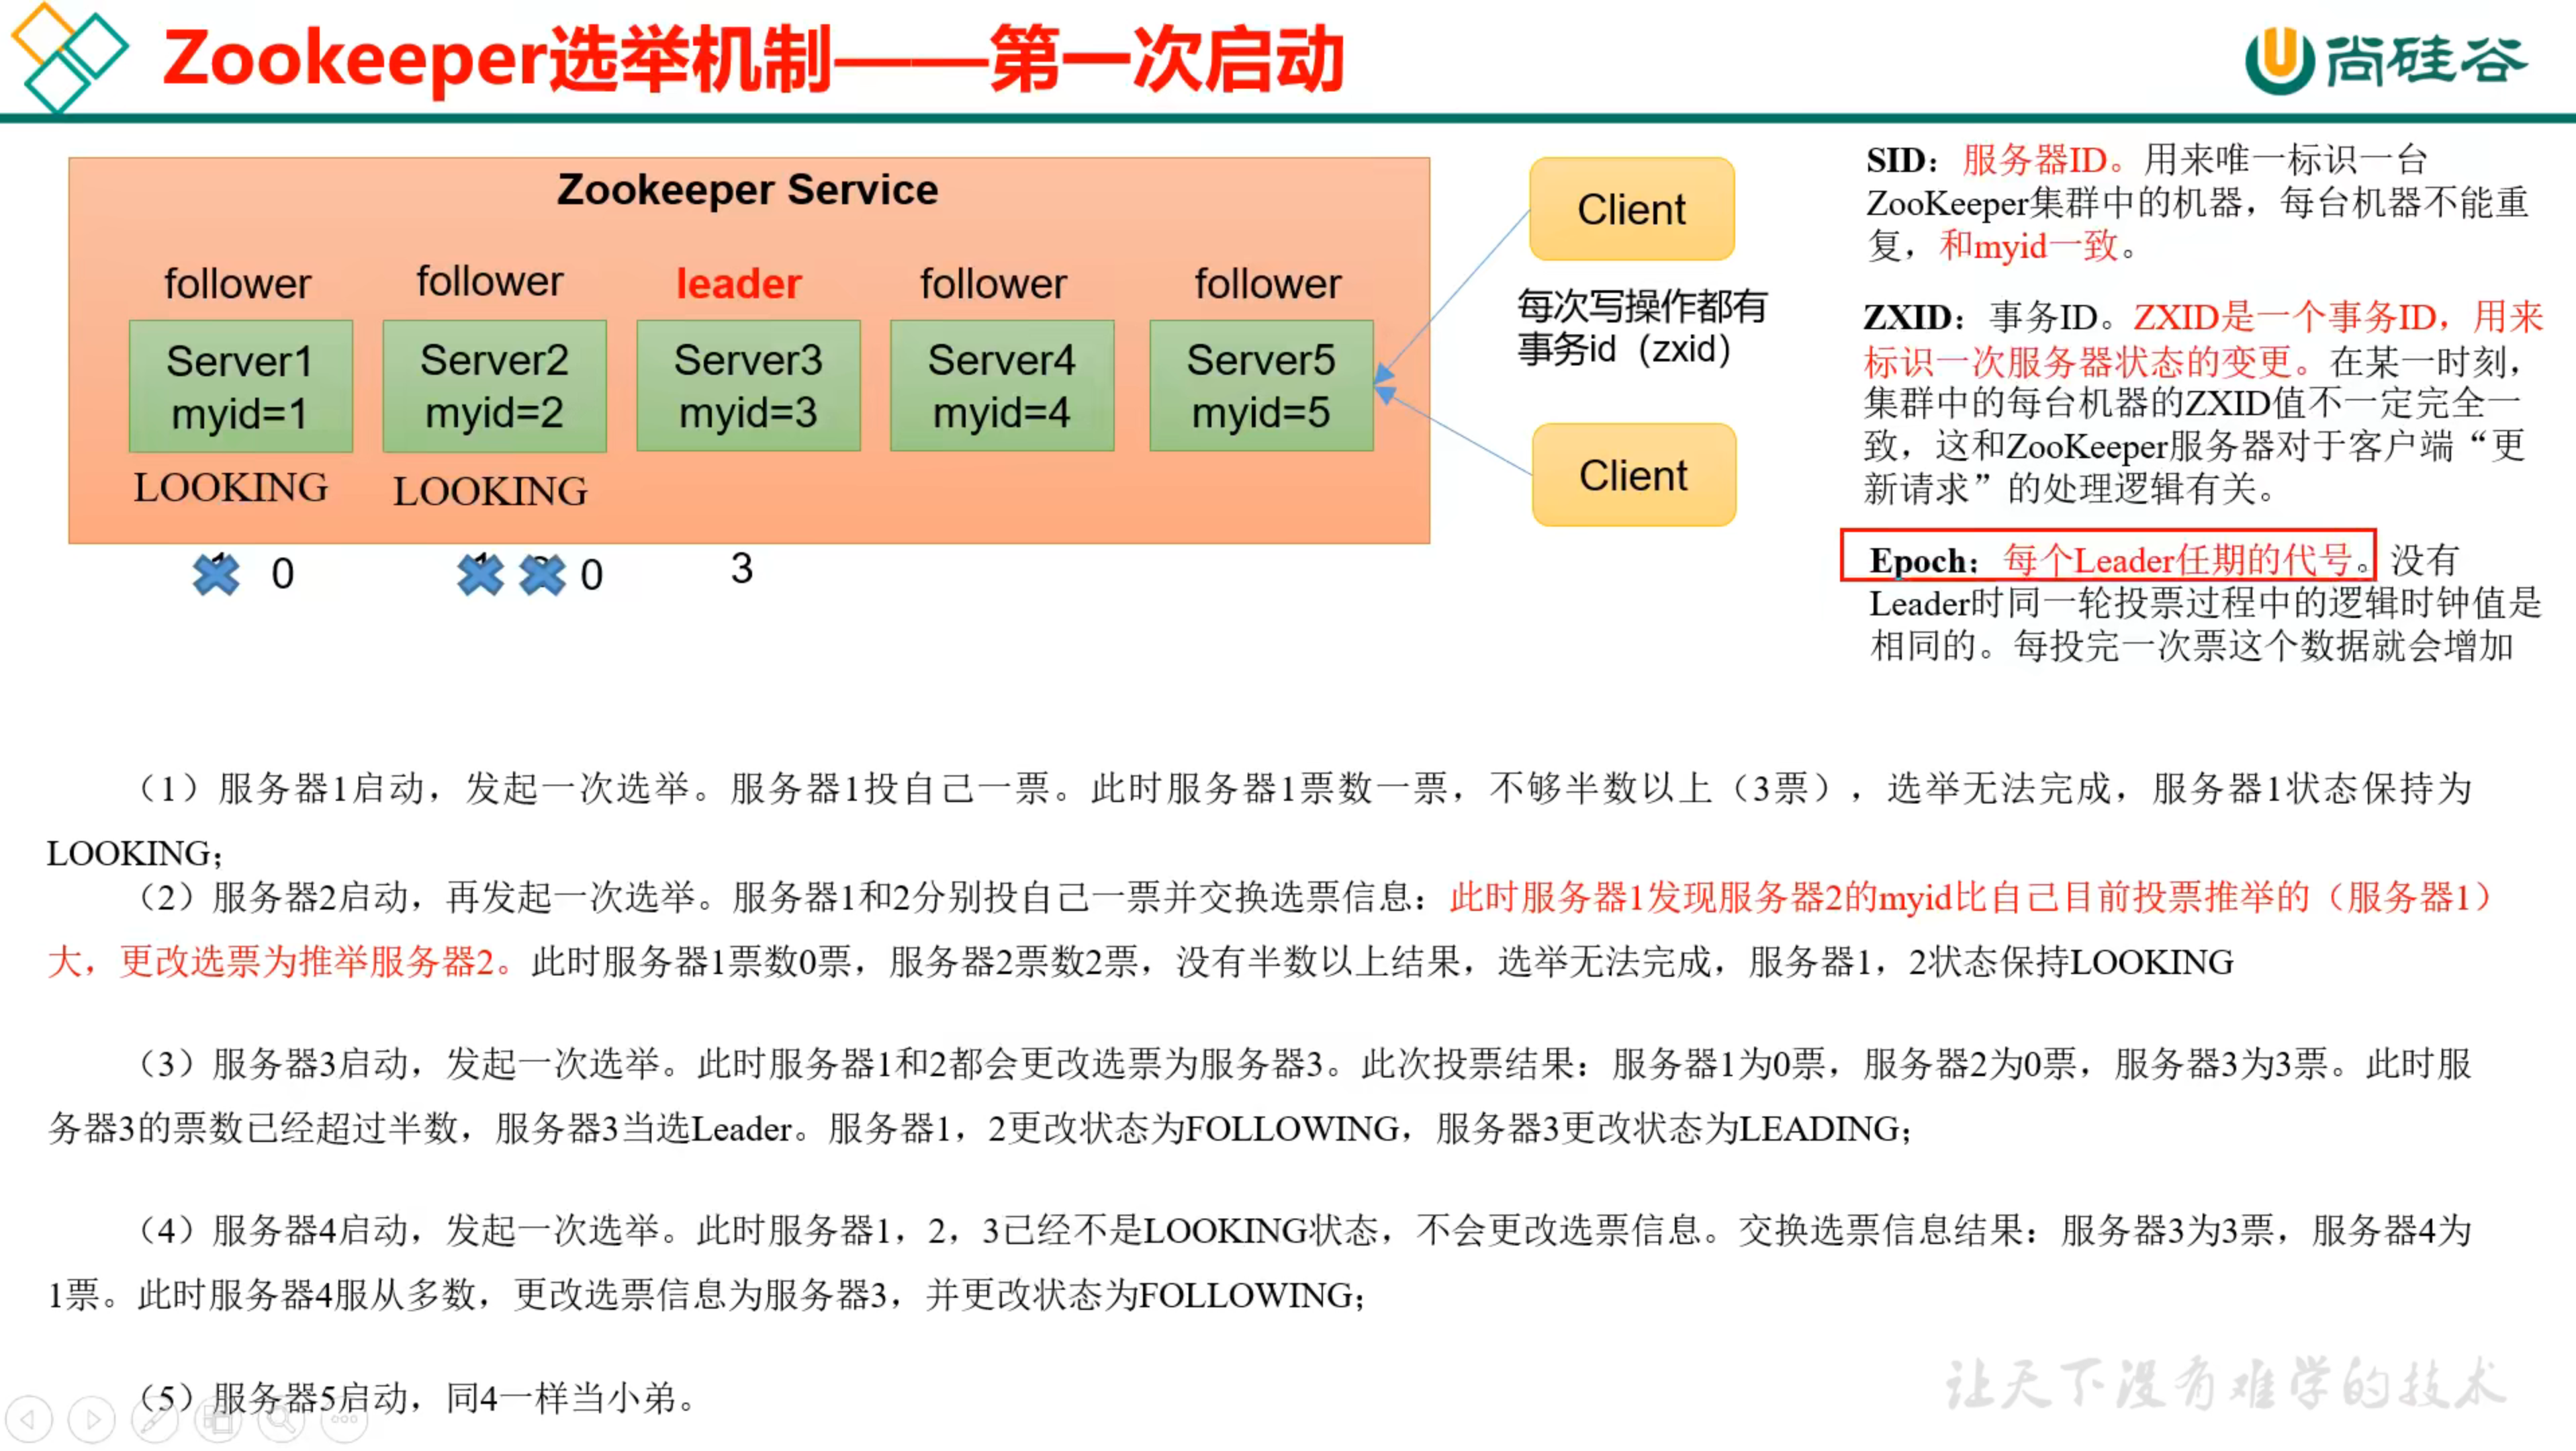 Zookeeper选举机制——第一次启动
尚硅谷
Zookeeper Service
follower
follower
leader
follower
follower
Server1
myid=1
Server2
myid=2
Server3
myid=3
Server4
myid=4
Server5
myid=5
LOOKING
LOOKING
0
0
3
Client
每次写操作都有
事务id（zxid）
Client
SID：服务器ID。用来唯一标识一台
ZooKeeper集群中的机器，每台机器不能重
复，和myid一致。
ZXID：事务ID。ZXID是一个事务ID，用来
标识一次服务器状态的变更。在某一时刻，
集群中的每台机器的ZXID值不一定完全一
致，这和ZooKeeper服务器对于客户端“更
新请求”的处理逻辑有关。
Epoch：每个Leader任期的代号。没有
Leader时同一轮投票过程中的逻辑时钟值是
相同的。每投完一次票这个数据就会增加
（1）服务器1启动，发起一次选举。服务器1投自己一票。此时服务器1票数一票，不够半数以上（3票），选举无法完成，服务器1状态保持为
LOOKING；
（2）服务器2启动，再发起一次选举。服务器1和2分别投自己一票并交换选票信息：此时服务器1发现服务器2的myid比自己目前投票推举的（服务器1）
大，更改选票为推举服务器2。此时服务器1票数0票，服务器2票数2票，没有半数以上结果，选举无法完成，服务器1，2状态保持LOOKING
（3）服务器3启动，发起一次选举。此时服务器1和2都会更改选票为服务器3。此次投票结果：服务器1为0票，服务器2为0票，服务器3为3票。此时服
务器3的票数已经超过半数，服务器3当选Leader。服务器1，2更改状态为FOLLOWING，服务器3更改状态为LEADING；
（4）服务器4启动，发起一次选举。此时服务器1，2，3已经不是LOOKING状态，不会更改选票信息。交换选票信息结果：服务器3为3票，服务器4为
1票。此时服务器4服从多数，更改选票信息为服务器3，并更改状态为FOLLOWING；
（5）服务器5启动，同4一样当小弟。
让天下没有难学的技术